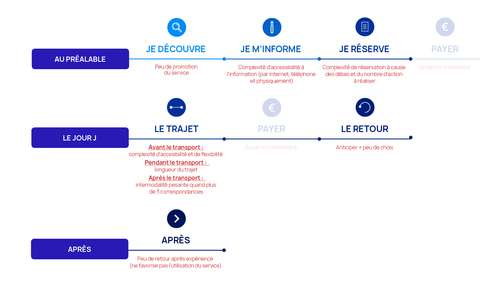 AU PRÉALABLE
JE DÉCOUVRE
Peu de promotion
du service
JE M'INFORME
Complexité d'accessibilité à
l'information (par internet, téléphone
et physiquement)
JE RÉSERVE
Complexité de réservation à cause
des délais et du nombre d'action
à réaliser
PAYER
LE JOUR J
LE TRAJET
Avant le transport :
complexité d'accessibilité et de flexibilité
Pendant le transport :
longueur du trajet
Après le transport :
intermodalité pesante quand plus
de 1 correspondances
PAYER
LE RETOUR
Anticiper + peu de choix
APRÈS
APRÈS
Peu de retour après expérience
(ne favorise pas l'utilisation du service)